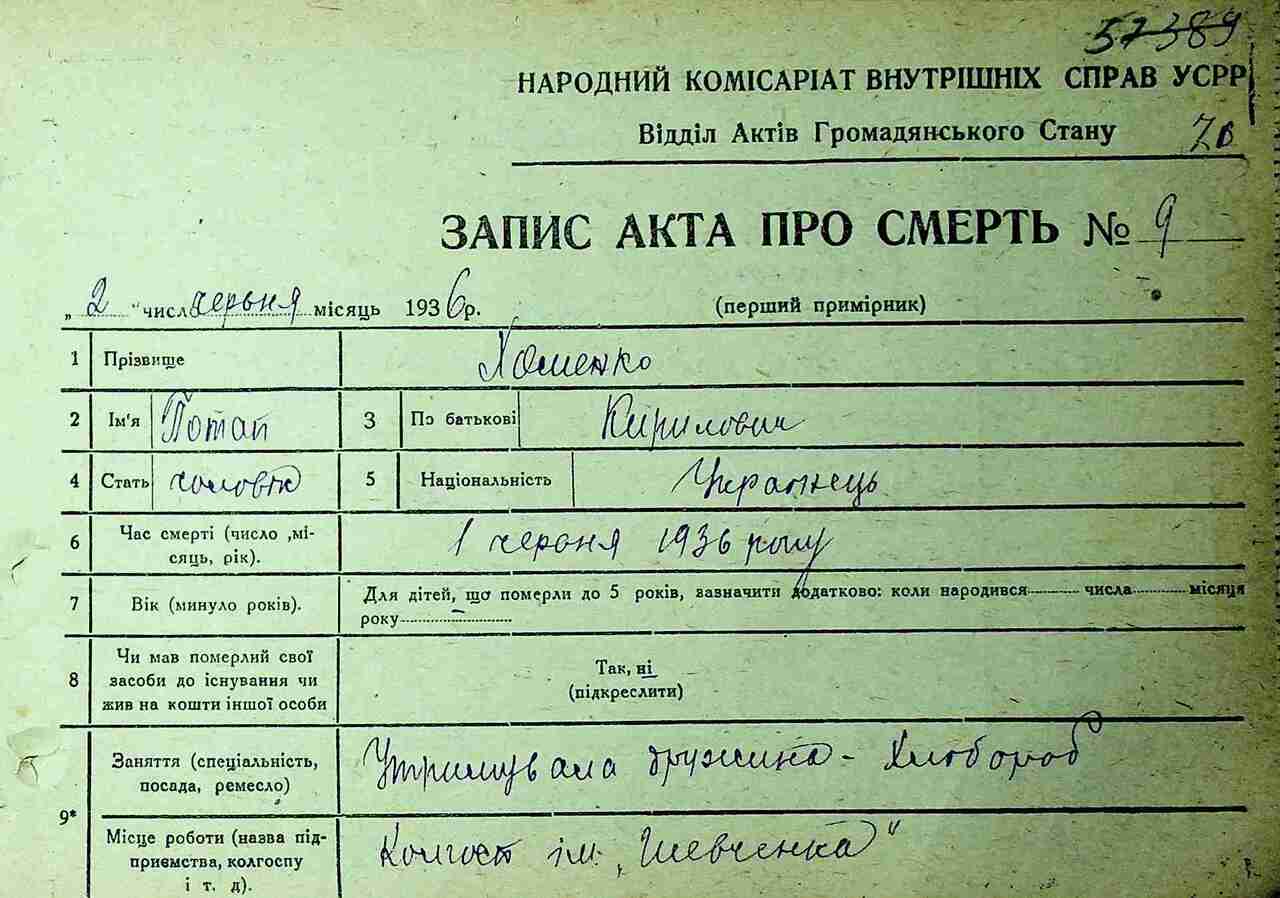 57389
НАРОДНИЙ КОМІСАРІАТ ВНУТРІШНІХ СПРАВ УСРР
Відділ Актів Громадянського Стану
ЗАПИС АКТА ПРО СМЕРТЬ № 9
„ 2 " числ червня місяць 1936 р. (перший примірник)
1 Прізвище Хоменко
2 Ім'я Потап 3 По батькові Кирилович
4 Стать чоловік 5 Національність Українець
6 Час смерті (число ,мі-
сяць, рік). 1 червня 1936 року
7 Вік (минуло років). Для дітей, що померли до 5 років, зазначити додатково: коли народився числа місяця
року
8 Чи мав померлий свої
засоби до існування чи
жив на кошти іншої особи
Так, ні
(підкреслити)
9* Заняття (спеціальність,
посада, ремесло) Утримувала дружина - Хлібороб
Місце роботи (назва під-
приємства, колгоспу
і т. д). Колгосп ім. „Шевченка"